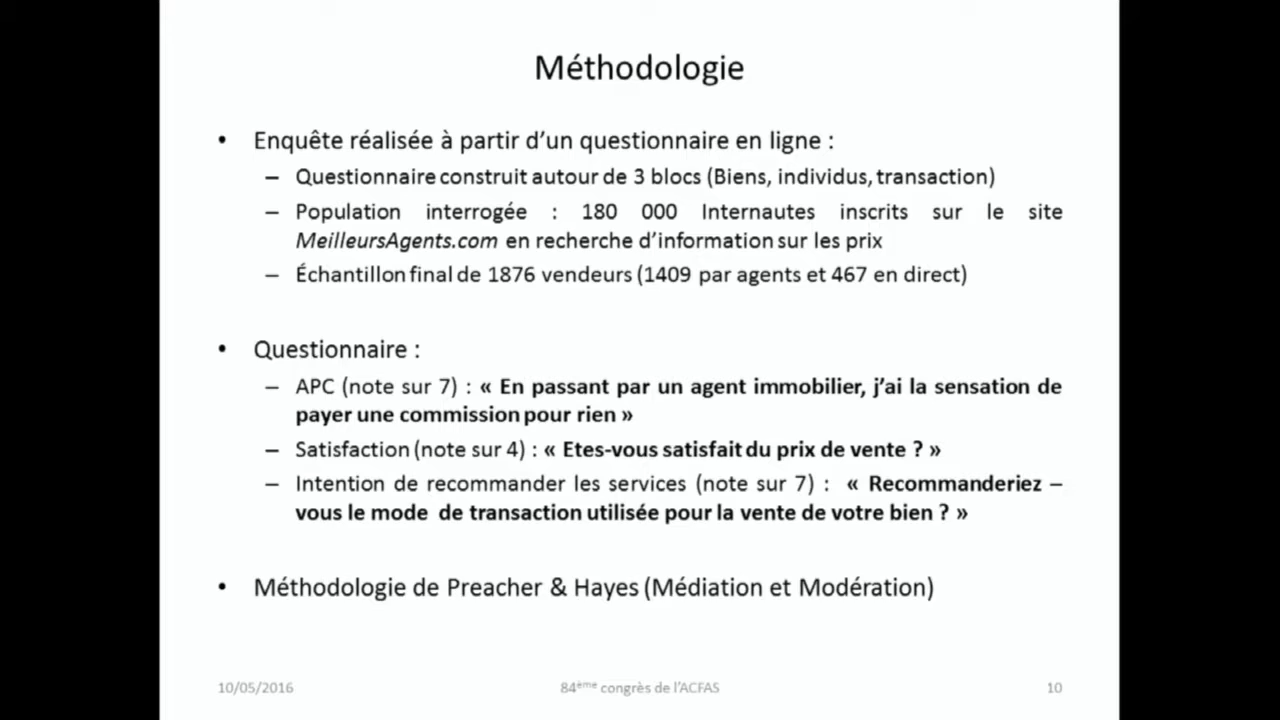 Méthodologie
• Enquête réalisée à partir d'un questionnaire en ligne :
– Questionnaire construit autour de 3 blocs (Biens, individus, transaction)
– Population interrogée : 180 000 Internautes inscrits sur le site
MeilleursAgents.com en recherche d'information sur les prix
– Échantillon final de 1876 vendeurs (1409 par agents et 467 en direct)
• Questionnaire :
– APC (note sur 7) : « En passant par un agent immobilier, j'ai la sensation de
payer une commission pour rien »
– Satisfaction (note sur 4) : « Etes-vous satisfait du prix de vente ? »
– Intention de recommander les services (note sur 7) : « Recommanderiez –
vous le mode de transaction utilisée pour la vente de votre bien ? »
• Méthodologie de Preacher & Hayes (Médiation et Modération)
10/05/2016
84ème congrès de l'ACFAS
10